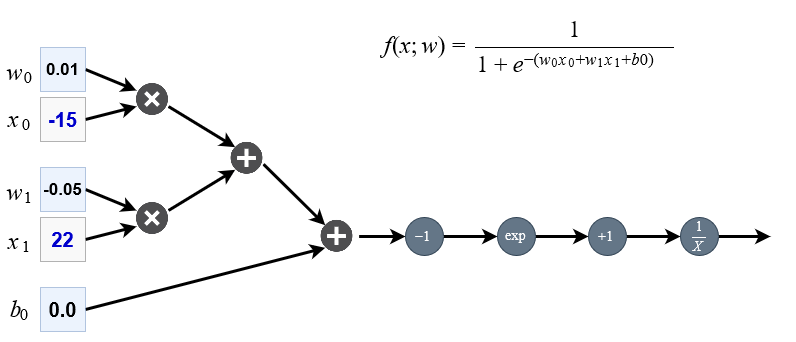 f(x; w) = 1 / 1 + e^-(w0x0+w1x1+b0)
w0 0.01
x0 -15
w1 -0.05
x1 22
−1 exp +1 1/X
b0 0.0